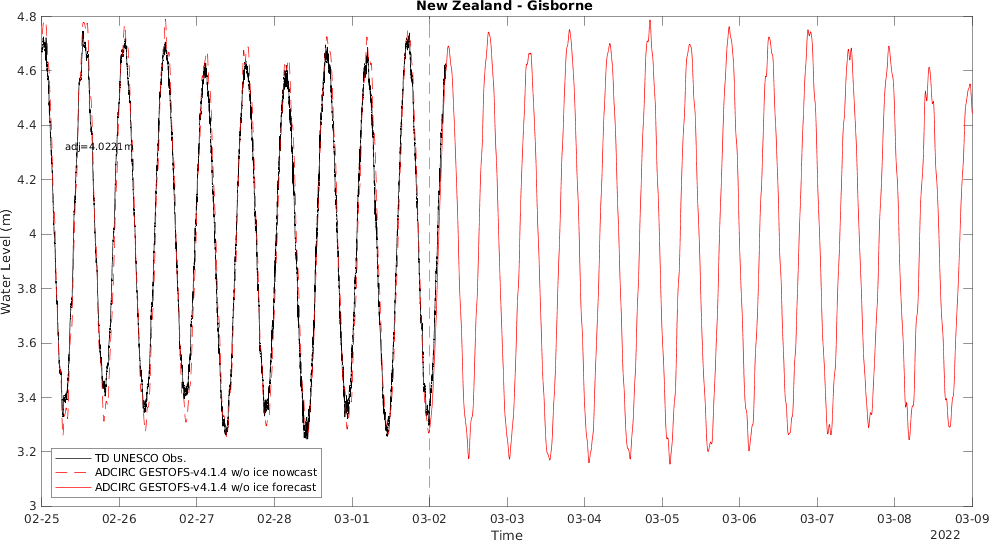 New Zealand - Gisborne
4.8
4.6
4.4
4.2
4
3.8
3.6
3.4
3.2
3
Water Level (m)
adj=4.0221m
TD UNESCO Obs.
ADCIRC GESTOFS-v4.1.4 w/o ice nowcast
ADCIRC GESTOFS-v4.1.4 w/o ice forecast
02-25 02-26 02-27 02-28 03-01 03-02 03-03 03-04 03-05 03-06 03-07 03-08 03-09
Time
2022